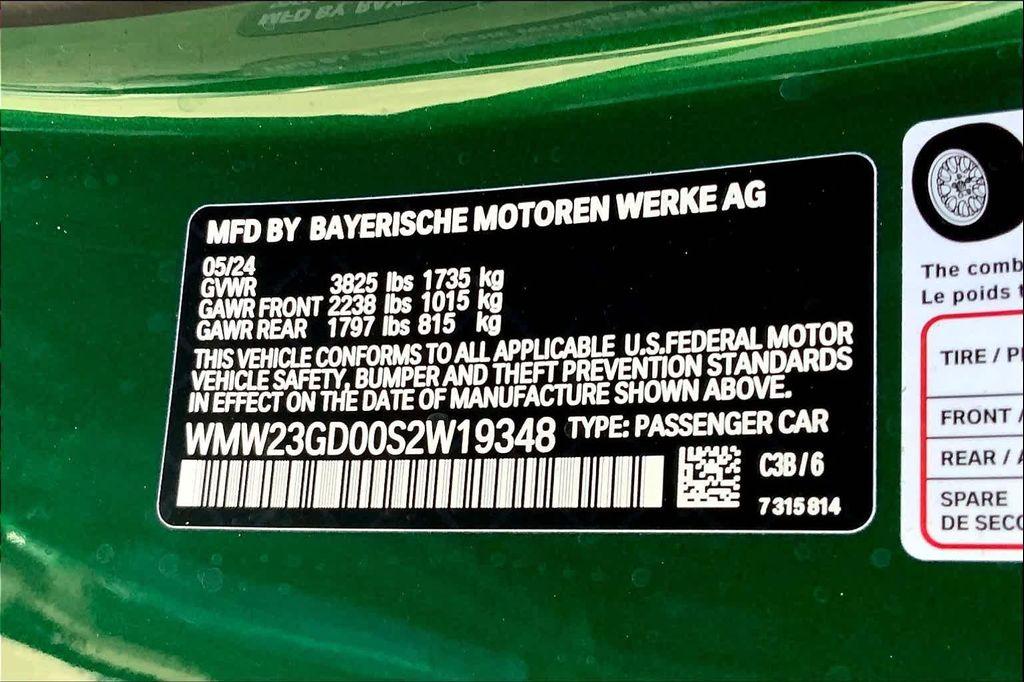 MFD BY BAYERISCHE MOTOREN WERKE AG
05/24
GVWR 3825 lbs 1735 kg
GAWR FRONT 2238 lbs 1015 kg
GAWR REAR 1797 lbs 815 kg
THIS VEHICLE CONFORMS TO ALL APPLICABLE U.S.FEDERAL MOTOR
VEHICLE SAFETY, BUMPER AND THEFT PREVENTION STANDARDS
IN EFFECT ON THE DATE OF MANUFACTURE SHOWN ABOVE.
WMW23GD00S2W19348 TYPE: PASSENGER CAR
C3B/6
7315814
The comb
Le poids
TIRE /
FRONT /
REAR /
SPARE
DE SECO